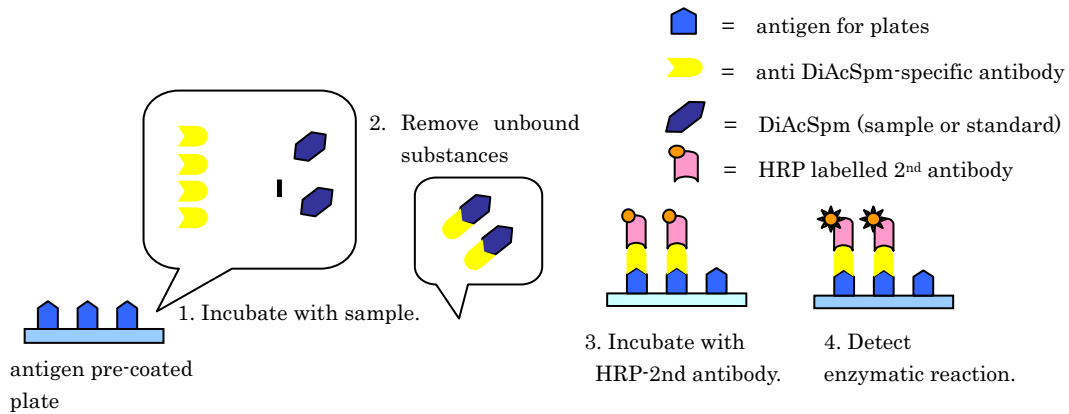 = antigen for plates
= anti DiAcSpm-specific antibody
= DiAcSpm (sample or standard)
= HRP labelled 2nd antibody
2. Remove unbound
substances
1. Incubate with sample.
antigen pre-coated
plate
3. Incubate with
HRP-2nd antibody.
4. Detect
enzymatic reaction.